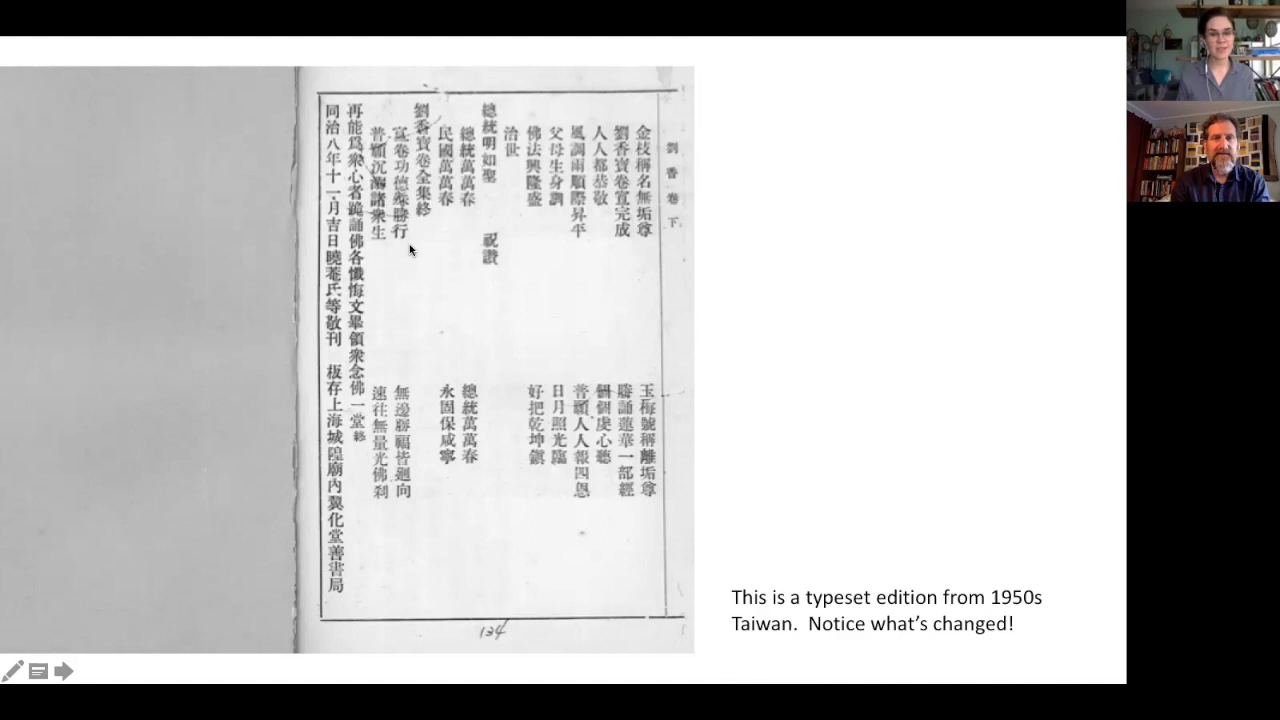 劉香卷下
金枝稱名無垢尊 玉梅號稱離垢尊
劉香寶卷宣完成 勝誦蓮華一部經
人人都恭敬 個個虔心聽
風調雨順際昇平 普願人人報四恩
父母生身調 日月照光臨
佛法興隆盛 好把乾坤鎮
治世
總統明如聖 祝讚
總統萬萬春 總統萬萬春
民國萬萬春 永固保咸寧
劉香寶卷全集終
宣卷功德殊勝行 無邊勝福皆廻向
普願沉溺諸衆生 速往無量光佛刹
再能爲衆心者跪誦佛各懺悔文畢領衆念佛一堂終
同治八年十一月吉日曉菴氏等敬刊 板存上海城隍廟內翼化堂善書局
134
This is a typeset edition from 1950s
Taiwan. Notice what's changed!